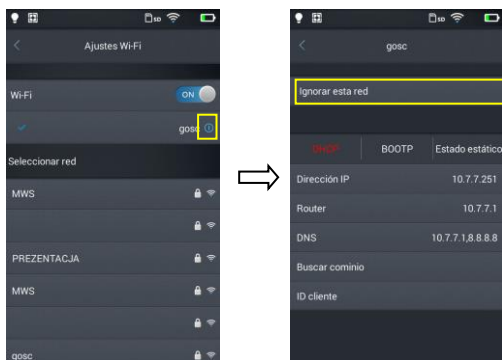 Ajustes Wi-Fi
Wi-Fi
ON
gosc
Seleccionar red
MWS
PREZENTACJA
MWS
gosc
gosc
Ignorar esta red
DHCP
BOOTP
Estado estático
Dirección IP
10.7.7.251
Router
10.7.7.1
DNS
10.7.7.1,8.8.8.8
Buscar cominio
ID cliente